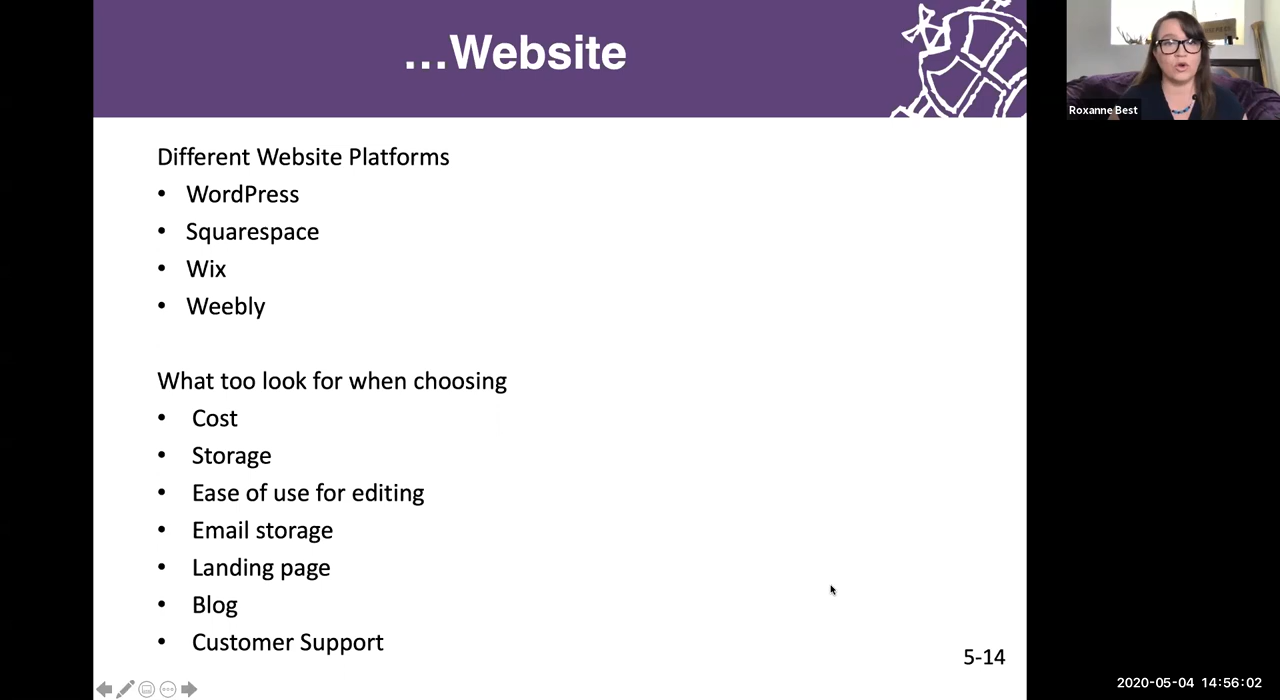 ...Website
Different Website Platforms
• WordPress
• Squarespace
• Wix
• Weebly
What too look for when choosing
• Cost
• Storage
• Ease of use for editing
• Email storage
• Landing page
• Blog
• Customer Support
5-14
Roxanne Best
2020-05-04 14:56:02